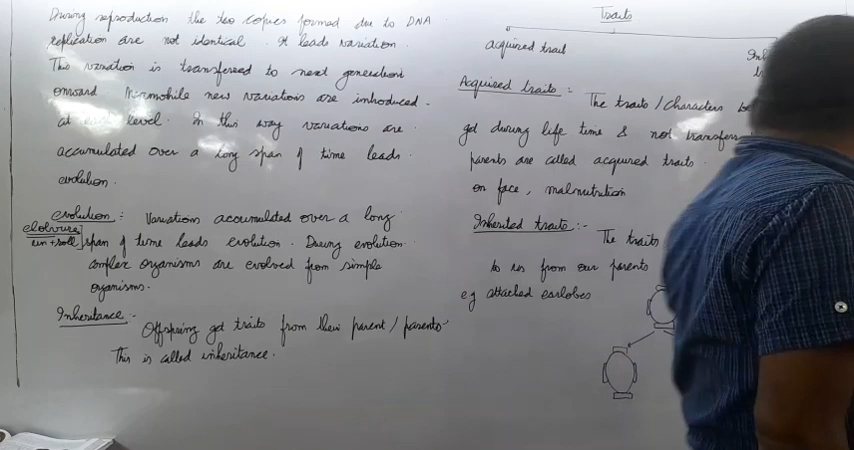 During reproduction the two copies formed due to DNA
replication are not identical. It leads variation.
This variation is transfered to next generation
onward new variations are introduced.
at level. In this way variations are
accumulated over a long span of time leads
evolution.
evolution: Variations accumulated over a long
span of time leads evolution. During evolution
complex organisms are evolved from simple
organisms.
Inheritance:-
Offspring get traits from their parent/parents
This is called inheritance.
Traits
acquired trait
Acquired traits:-
The traits/characters
got during life time & not
parents are called acquired traits.
on face, malnutrition
Inherited traits:-
The traits
to us from our parents
eg attached earlobes